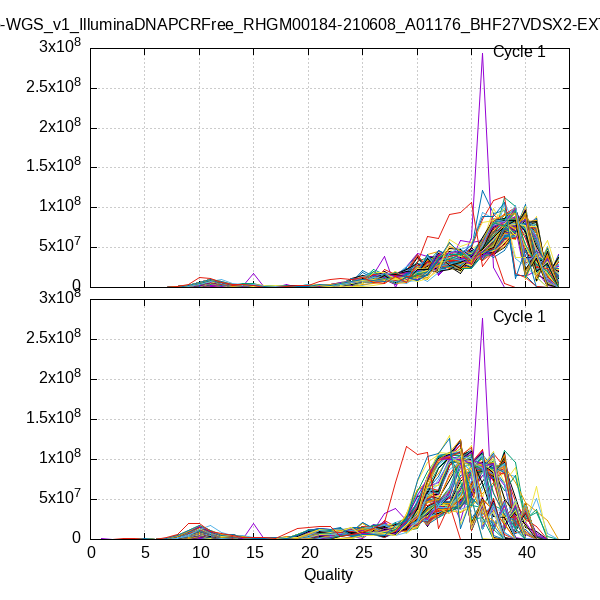 -WGS_v1_IlluminaDNAPCRFree_RHGM00184-210608_A01176_BHF27VDSX2-EXT
3x10^8
Cycle 1
2.5x10^8
2x10^8
1.5x10^8
1x10^8
5x10^7
0
3x10^8
Cycle 1
2.5x10^8
2x10^8
1.5x10^8
1x10^8
5x10^7
0
0 5 10 15 20 25 30 35 40
Quality